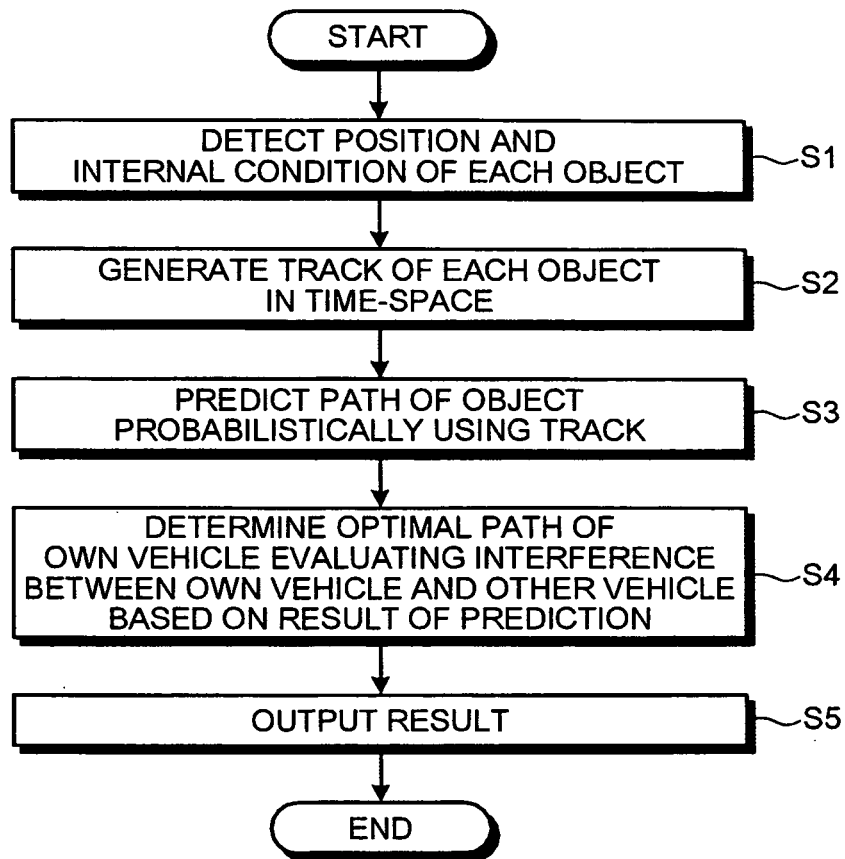 START
DETECT POSITION AND
INTERNAL CONDITION OF EACH OBJECT
S1
GENERATE TRACK OF EACH OBJECT
IN TIME-SPACE
S2
PREDICT PATH OF OBJECT
PROBABILISTICALLY USING TRACK
S3
DETERMINE OPTIMAL PATH OF
OWN VEHICLE EVALUATING INTERFERENCE
BETWEEN OWN VEHICLE AND OTHER VEHICLE
BASED ON RESULT OF PREDICTION
S4
OUTPUT RESULT
S5
END